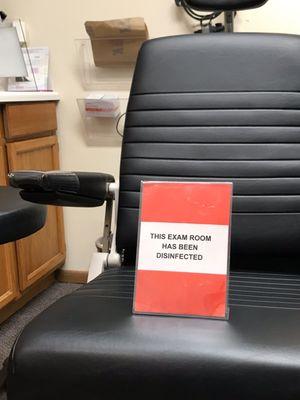 THIS EXAM ROOM
HAS BEEN
DISINFECTED